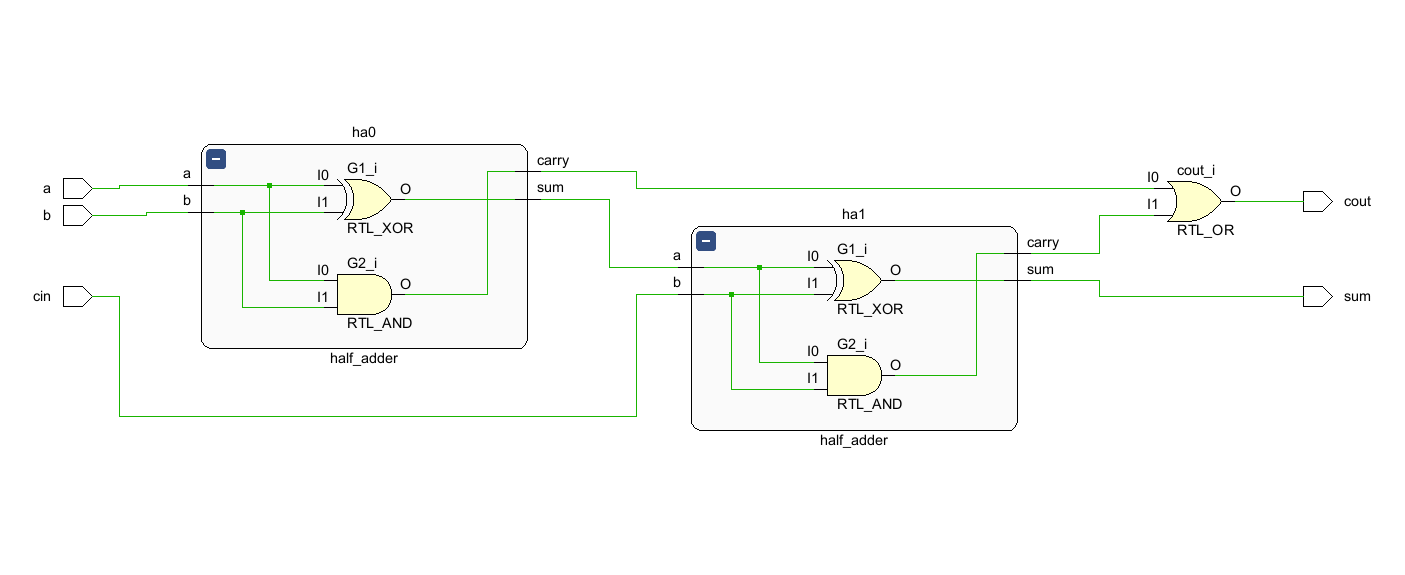 ha0
a
b
cin
a
b
I0
I1
G1_i
O
RTL_XOR
I0
I1
G2_i
O
RTL_AND
carry
sum
half_adder
ha1
a
b
I0
I1
G1_i
O
RTL_XOR
I0
I1
G2_i
O
RTL_AND
carry
sum
half_adder
cout_i
I0
I1
O
RTL_OR
cout
sum